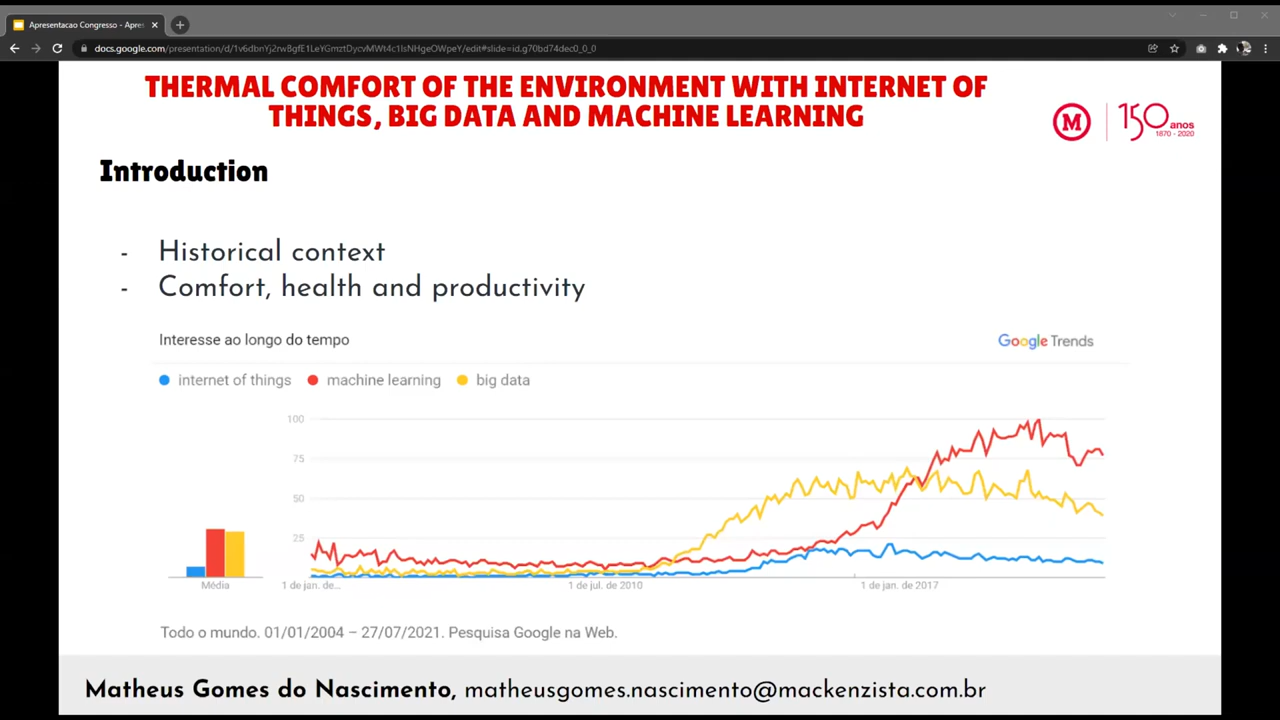 Apresentacao Congresso - Apre
docs.google.com/presentation/d/1v6dbnYj2rwBgfE1LeYGmztDycvMWt4c1IsNHgeOWpeY/edit#slide=id.g70bd74dec0_0_0
THERMAL COMFORT OF THE ENVIRONMENT WITH INTERNET OF
THINGS, BIG DATA AND MACHINE LEARNING
M 150 anos
1870 - 2020
Introduction
- Historical context
- Comfort, health and productivity
Interesse ao longo do tempo
Google Trends
internet of things machine learning big data
100
75
50
25
Média 1 de jan. de... 1 de jul. de 2010 1 de jan. de 2017
Todo o mundo. 01/01/2004 – 27/07/2021. Pesquisa Google na Web.
Matheus Gomes do Nascimento, matheusgomes.nascimento@mackenzista.com.br